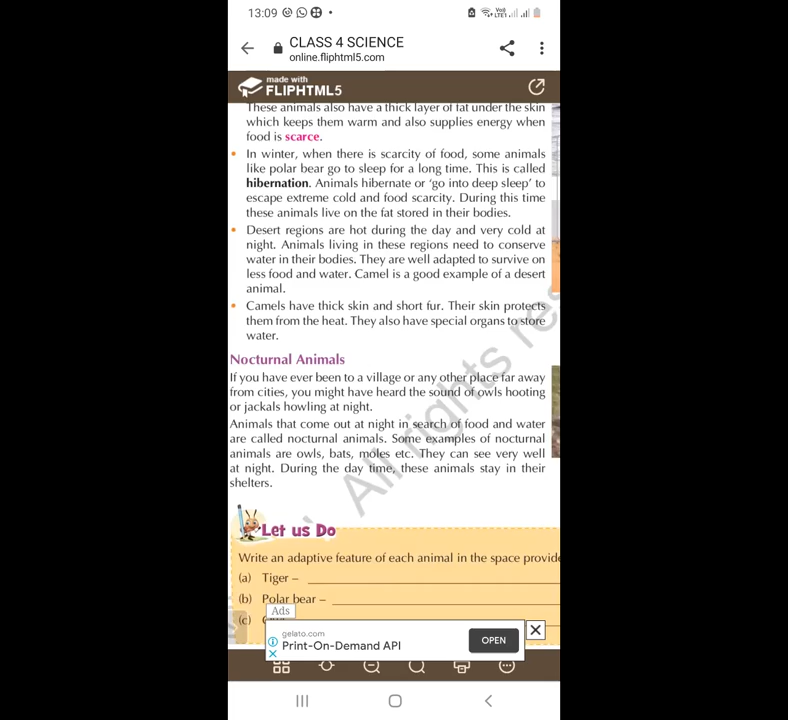 13:09
Vo))
LTE1
CLASS 4 SCIENCE
online.fliphtml5.com
made with
FLIPHTML5
These animals also have a thick layer of fat under the skin
which keeps them warm and also supplies energy when
food is scarce.
• In winter, when there is scarcity of food, some animals
like polar bear go to sleep for a long time. This is called
hibernation. Animals hibernate or ‘go into deep sleep’ to
escape extreme cold and food scarcity. During this time
these animals live on the fat stored in their bodies.
• Desert regions are hot during the day and very cold at
night. Animals living in these regions need to conserve
water in their bodies. They are well adapted to survive on
less food and water. Camel is a good example of a desert
animal.
• Camels have thick skin and short fur. Their skin protects
them from the heat. They also have special organs to store
water.
Nocturnal Animals
If you have ever been to a village or any other place far away
from cities, you might have heard the sound of owls hooting
or jackals howling at night.
Animals that come out at night in search of food and water
are called nocturnal animals. Some examples of nocturnal
animals are owls, bats, moles etc. They can see very well
at night. During the day time, these animals stay in their
shelters.
All rights res
Let us Do
Write an adaptive feature of each animal in the space provide
(a) Tiger –
(b) Polar bear –
(c)
Ads
gelato.com
Print-On-Demand API
OPEN